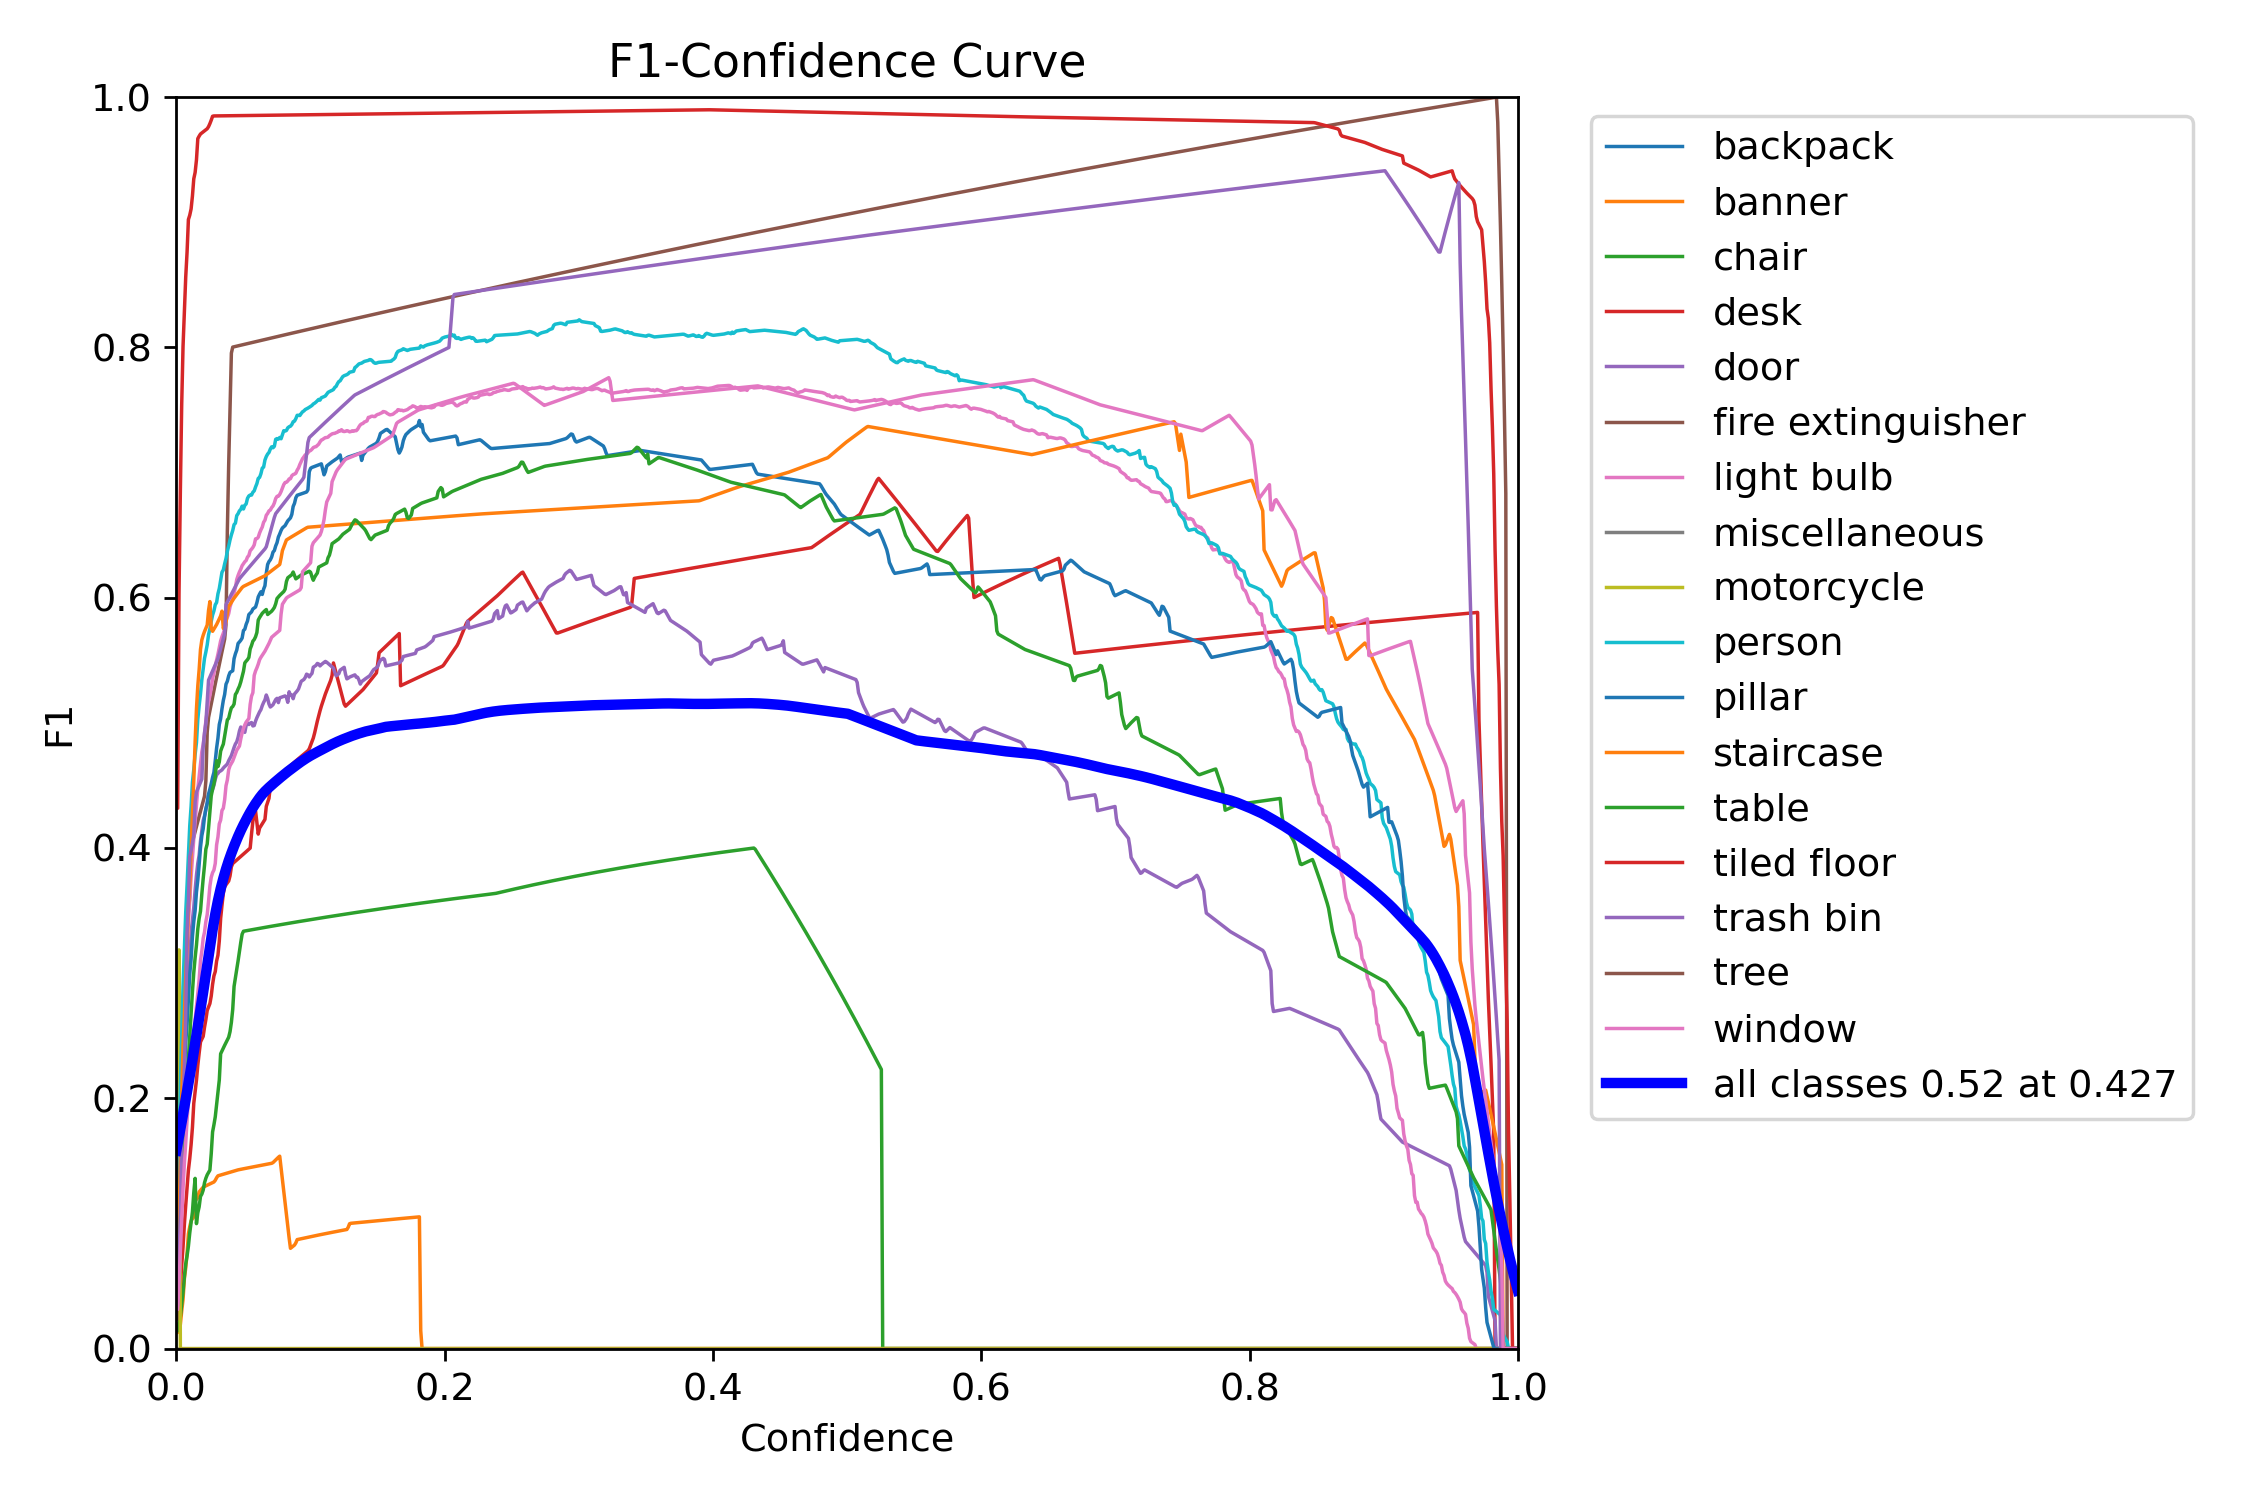 F1-Confidence Curve
1.0
0.8
0.6
0.4
0.2
0.0
F1
0.0 0.2 0.4 0.6 0.8 1.0
Confidence
backpack
banner
chair
desk
door
fire extinguisher
light bulb
miscellaneous
motorcycle
person
pillar
staircase
table
tiled floor
trash bin
tree
window
all classes 0.52 at 0.427